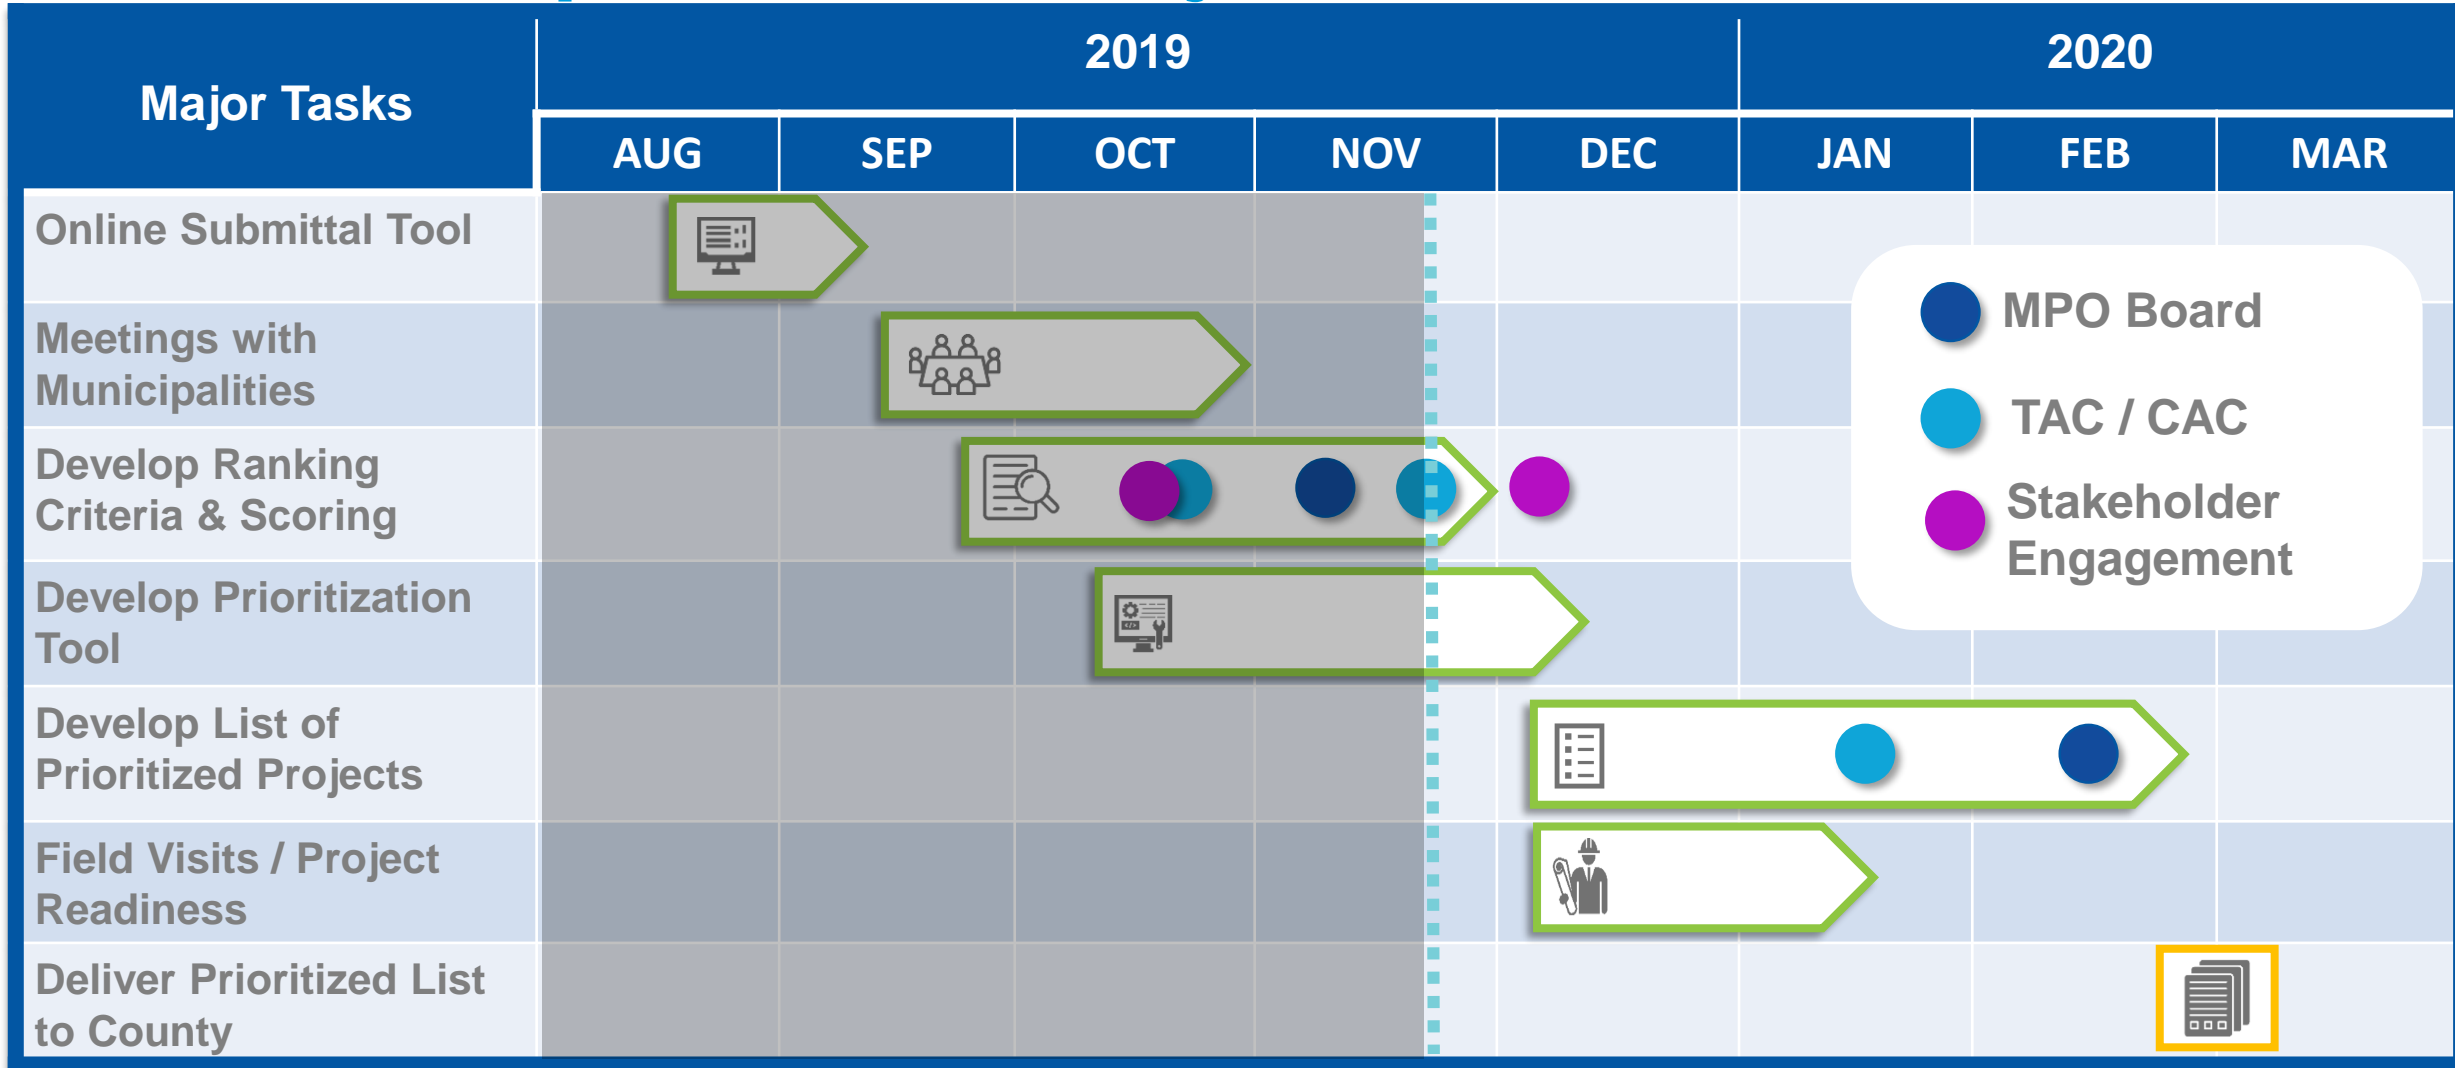 2019
2020
Major Tasks
AUG
SEP
OCT
NOV
DEC
JAN
FEB
MAR
Online Submittal Tool
Meetings with
Municipalities
Develop Ranking
Criteria & Scoring
Develop Prioritization
Tool
Develop List of
Prioritized Projects
Field Visits / Project
Readiness
Deliver Prioritized List
to County
MPO Board
TAC / CAC
Stakeholder
Engagement